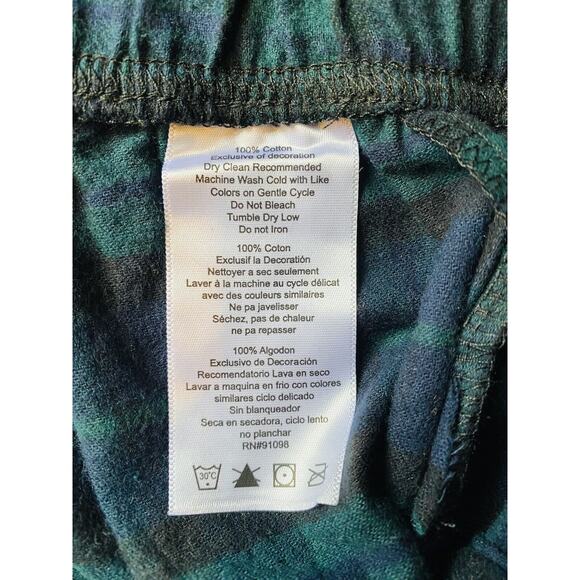 100% Cotton
Exclusive of decoration
Dry Clean Recommended
Machine Wash Cold with Like
Colors on Gentle Cycle
Do Not Bleach
Tumble Dry Low
Do not Iron
100% Coton
Exclusif la Decoration
Nettoyer a sec seulement
Laver à la machine au cycle délicat
avec des couleurs similaires
Ne pa javelisser
Séchez, pas de chaleur
ne pa repasser
100% Algodon
Exclusivo de Decoración
Recomendatorio Lava en seco
Lavar a maquina en frio con colores
similares ciclo delicado
Sin blanqueador
Seca en secadora, ciclo lento
no planchar
RN#91098
30°C